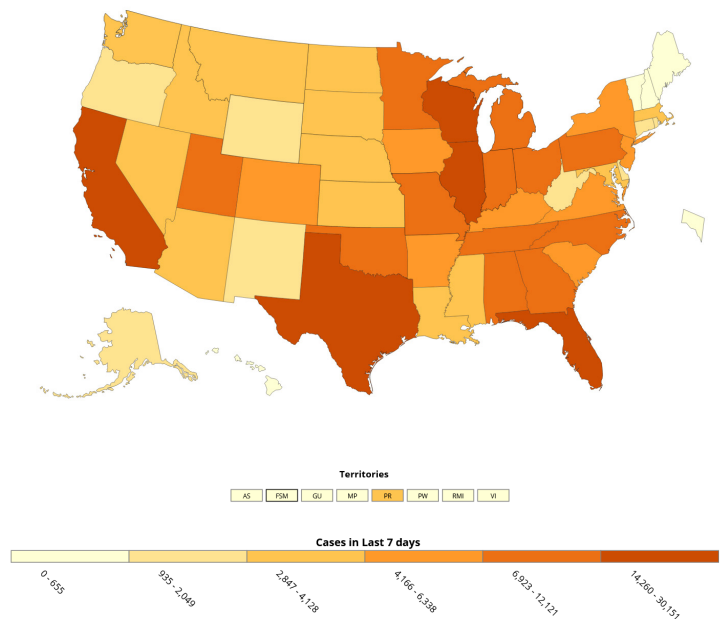 Territories
AS FSM GU MP PR PW RMI VI
Cases in Last 7 days
0 - 655 935 - 2,049 2,847 - 4,128 4,166 - 6,338 6,923 - 12,121 14,260 - 30,151